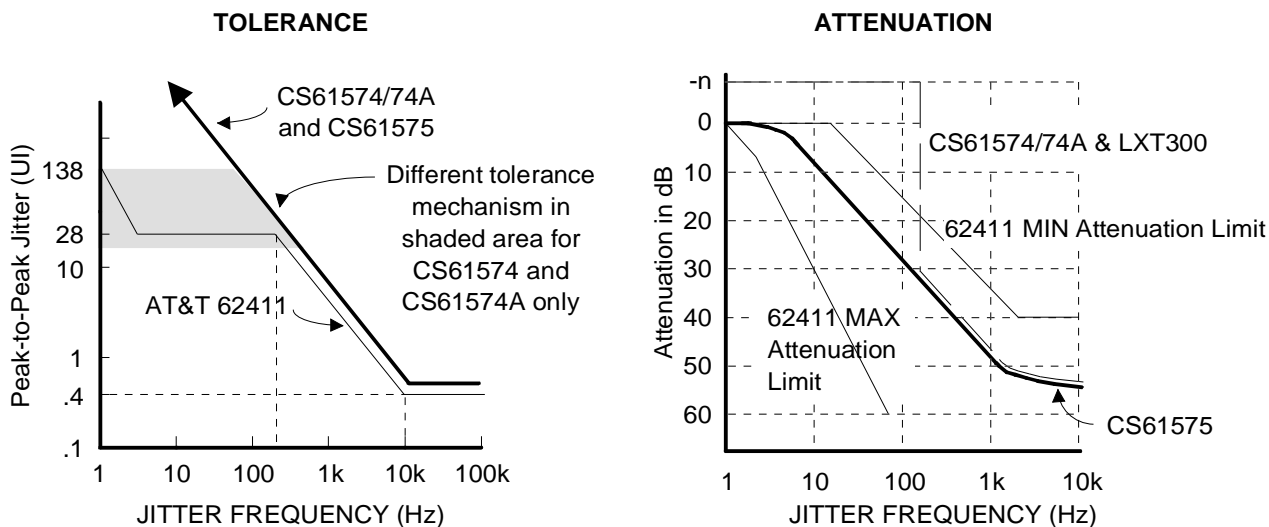 TOLERANCE
CS61574/74A
and CS61575
Different tolerance
mechanism in
shaded area for
CS61574 and
CS61574A only
AT&T 62411
Peak-to-Peak Jitter (UI)
138
28
10
1
.4
.1
1
10
100
1k
10k
100k
JITTER FREQUENCY (Hz)
ATTENUATION
-n
0
10
20
30
40
50
60
Attenuation in dB
CS61574/74A & LXT300
62411 MIN Attenuation Limit
62411 MAX
Attenuation
Limit
CS61575
1
10
100
1k
10k
JITTER FREQUENCY (Hz)